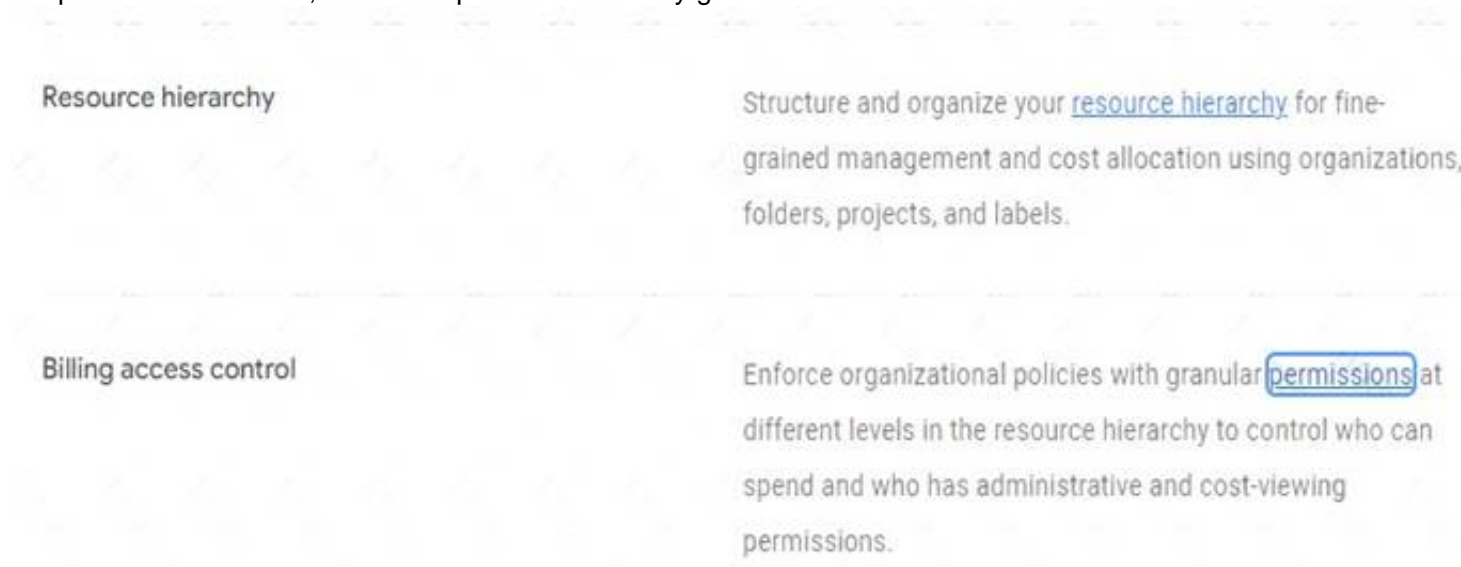 Resource hierarchy
Structure and organize your resource hierarchy for fine-
grained management and cost allocation using organizations,
folders, projects, and labels.
Billing access control
Enforce organizational policies with granular permissions at
different levels in the resource hierarchy to control who can
spend and who has administrative and cost-viewing
permissions.